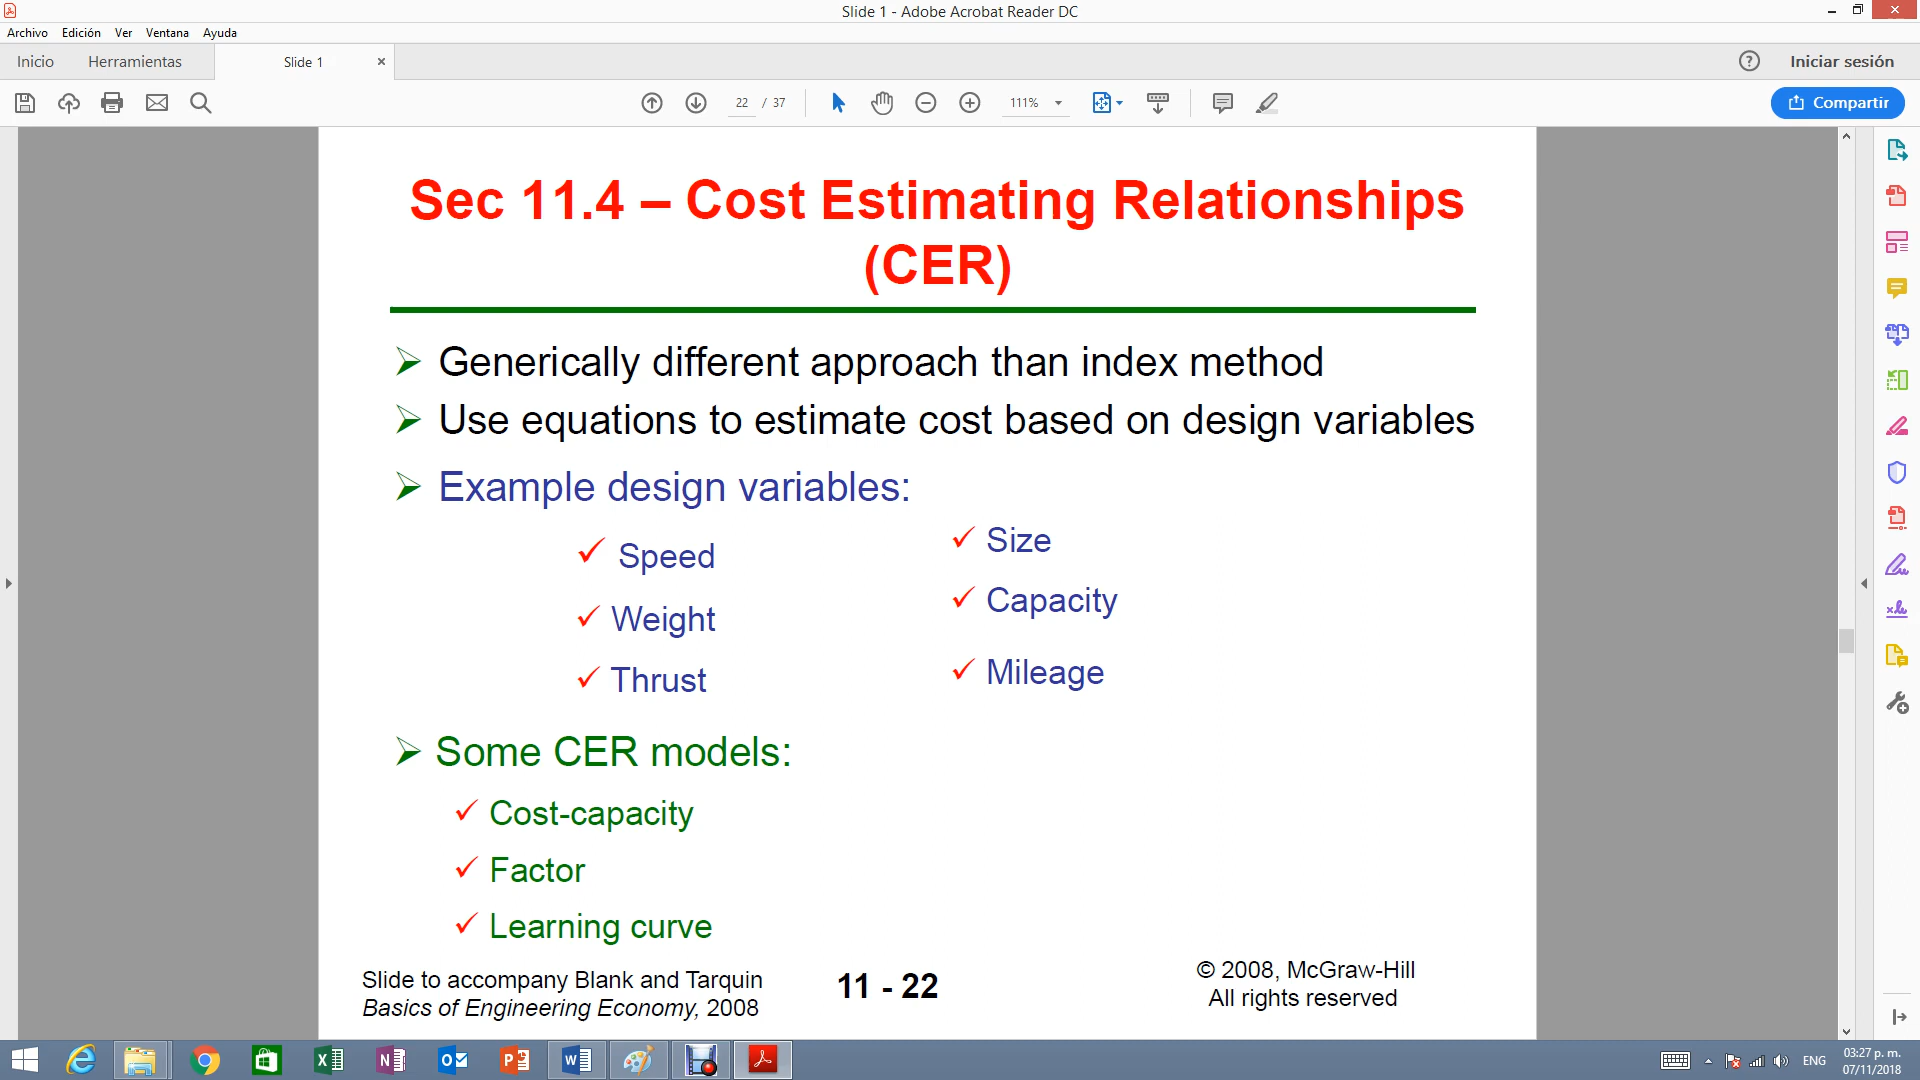 Slide 1 - Adobe Acrobat Reader DC
Archivo Edición Ver Ventana Ayuda
Inicio Herramientas Slide 1 Iniciar sesión
22 / 37 111% Compartir
Sec 11.4 – Cost Estimating Relationships
(CER)
Generically different approach than index method
Use equations to estimate cost based on design variables
Example design variables:
Speed
Size
Weight
Capacity
Thrust
Mileage
Some CER models:
Cost-capacity
Factor
Learning curve
Slide to accompany Blank and Tarquin
Basics of Engineering Economy, 2008
11 - 22
© 2008, McGraw-Hill
All rights reserved
ENG
03:27 p. m.
07/11/2018